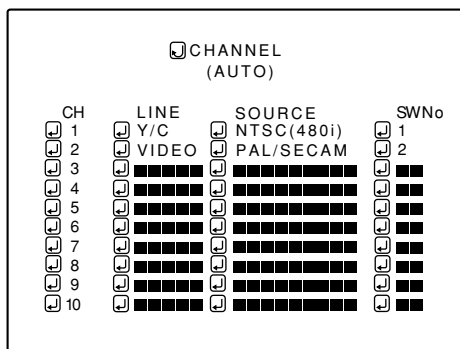 CHANNEL
(AUTO)
CH LINE SOURCE SWNo
1 Y/C NTSC(480i) 1
2 VIDEO PAL/SECAM 2
3
4
5
6
7
8
9
10